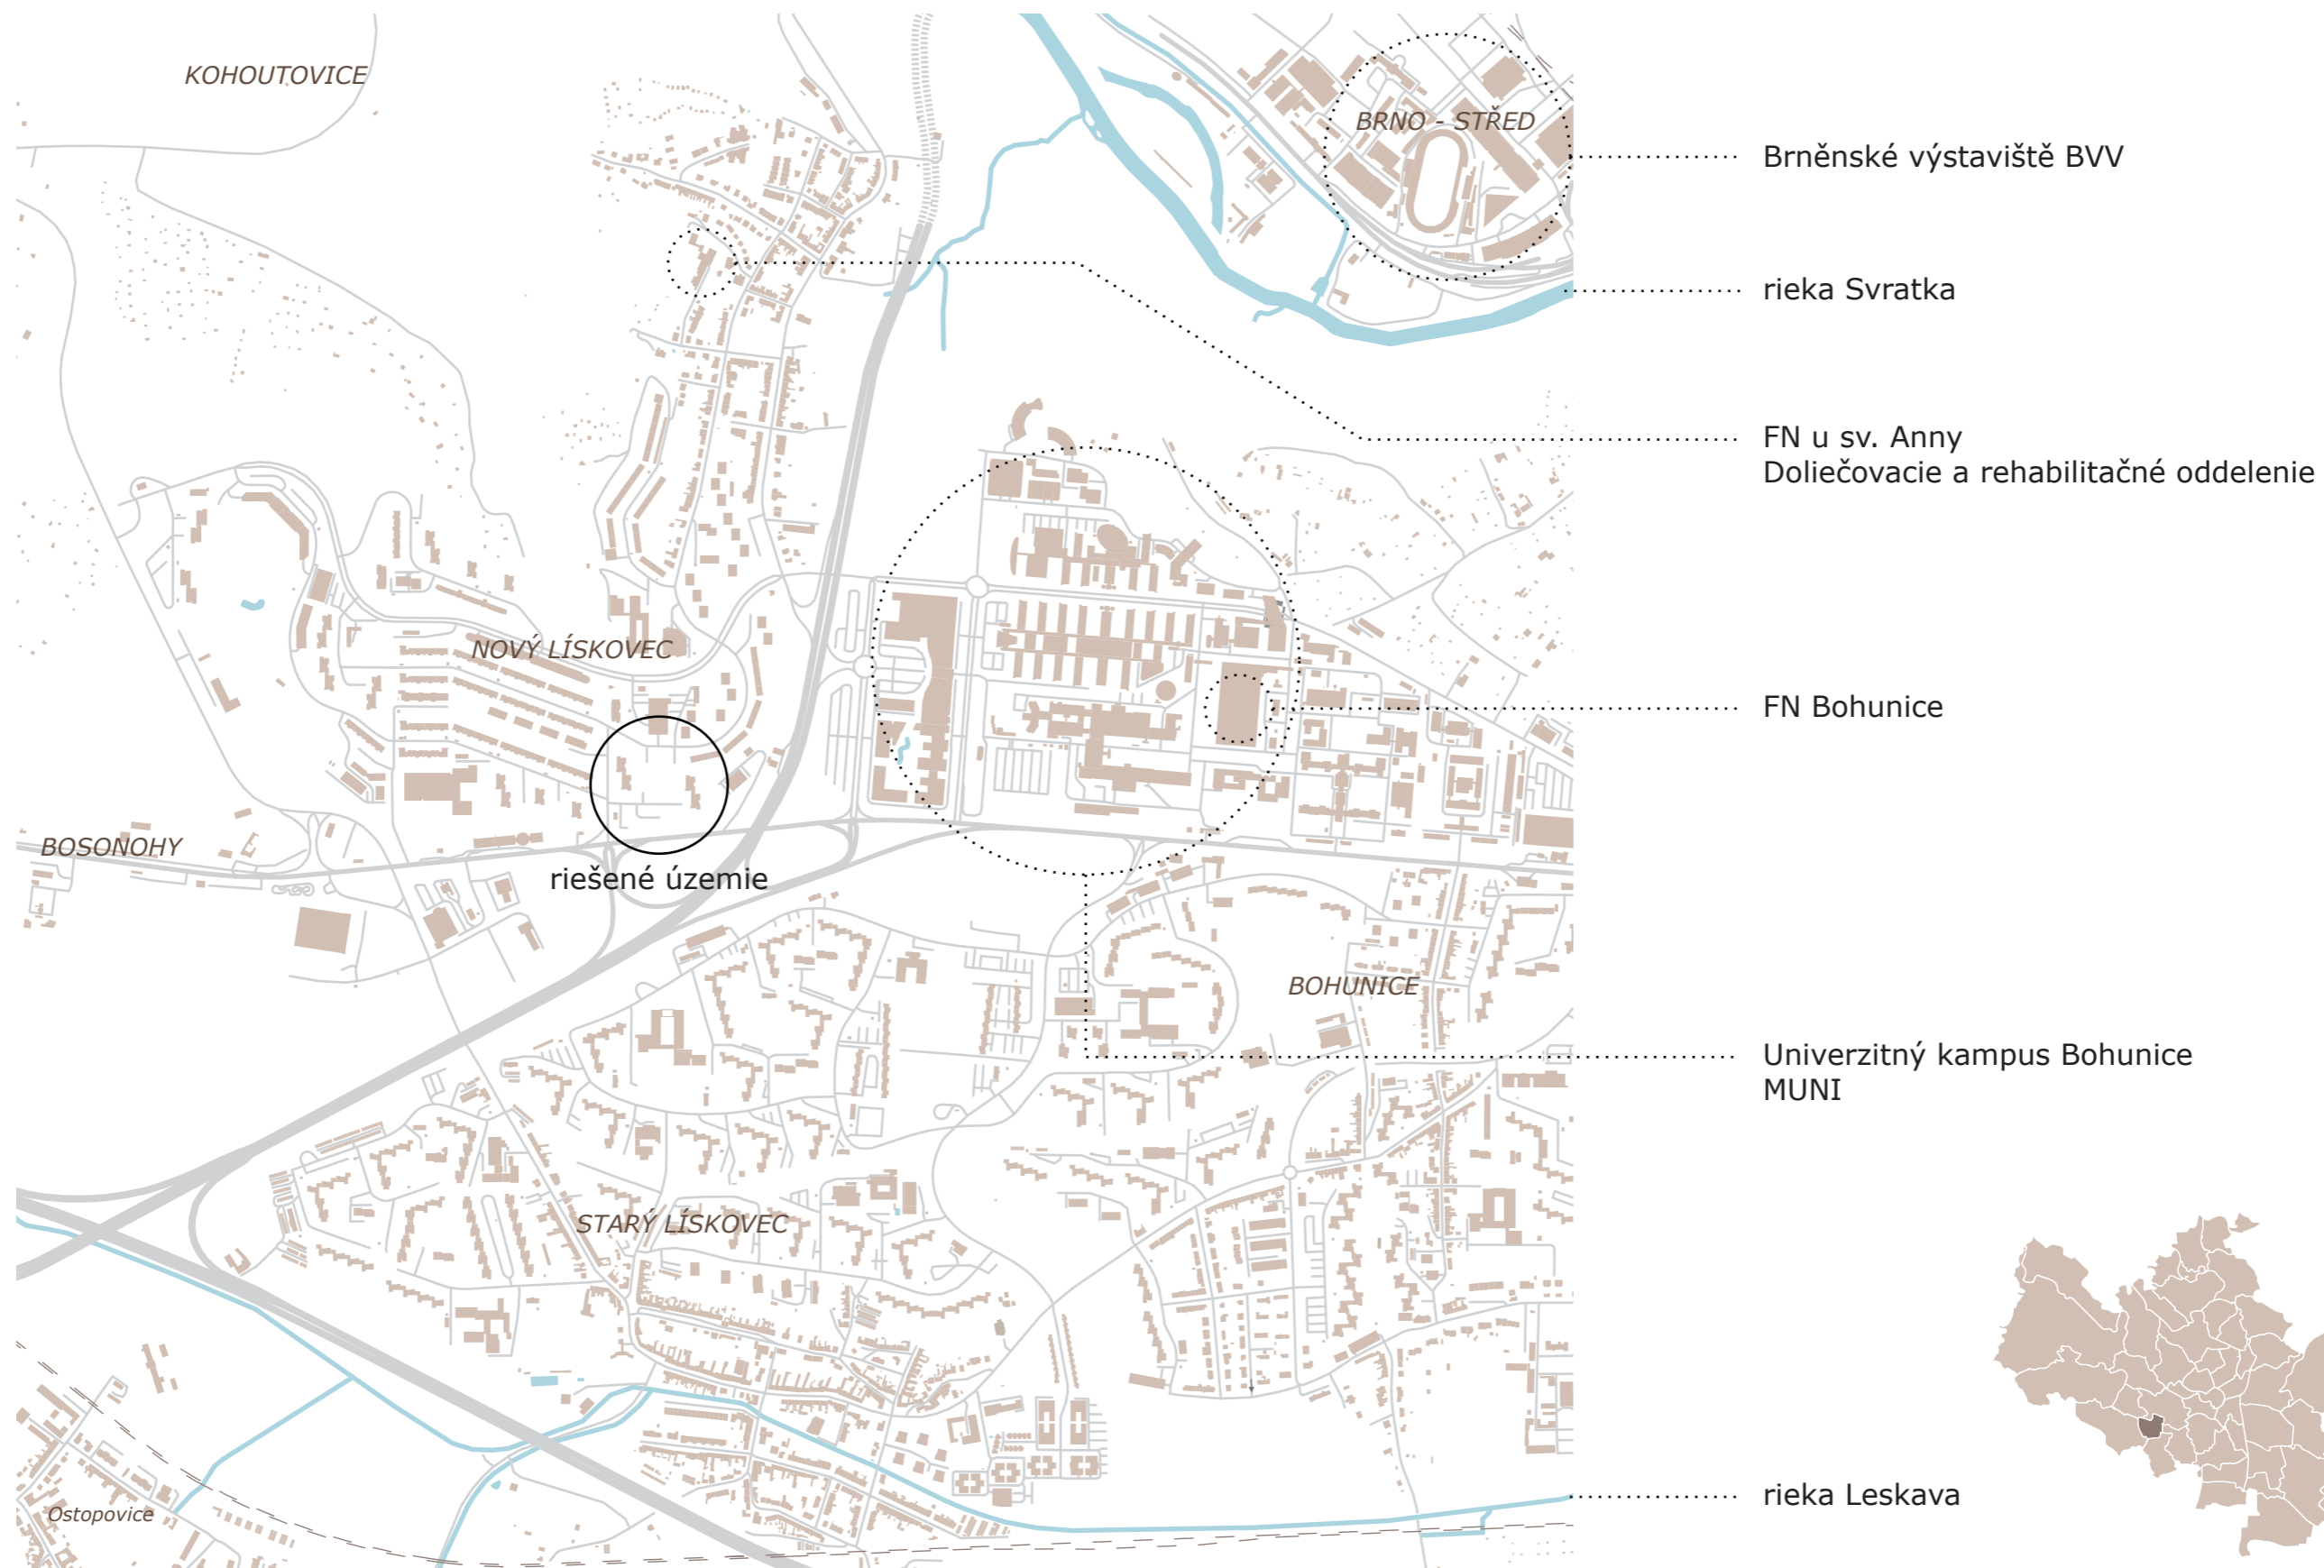 KOHOUTOVICE
BRNO - STŘED
Brněnské výstaviště BVV
rieka Svratka
FN u sv. Anny
Doliečovacie a rehabilitačné oddelenie
NOVÝ LÍSKOVEC
FN Bohunice
BOSONOHY
riešené územie
BOHUNICE
Univerzitný kampus Bohunice
MUNI
STARÝ LÍSKOVEC
rieka Leskava
Ostopovice